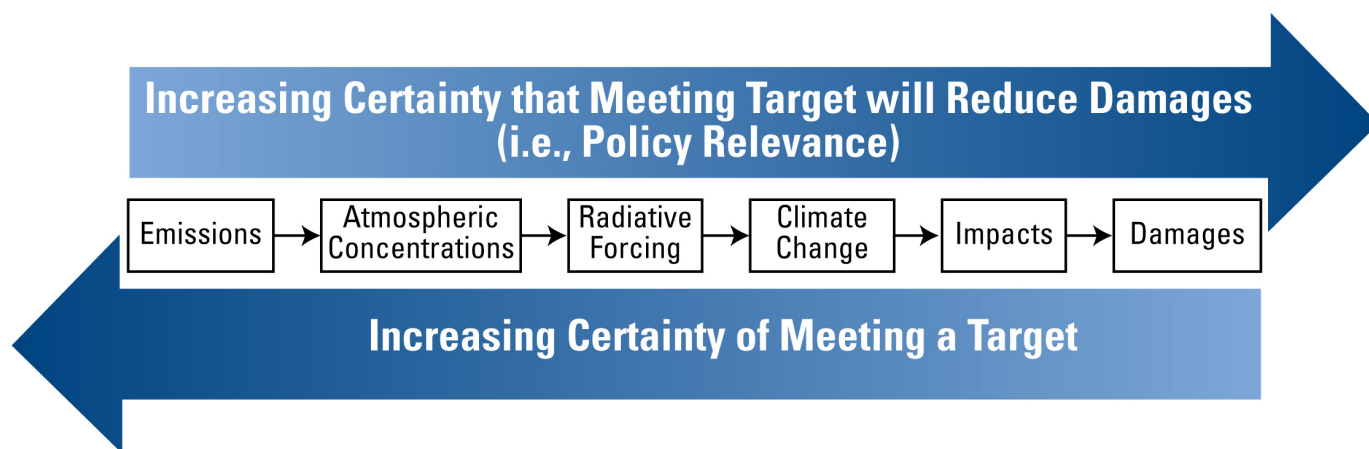 Increasing Certainty that Meeting Target will Reduce Damages
(i.e., Policy Relevance)
Emissions
Atmospheric
Concentrations
Radiative
Forcing
Climate
Change
Impacts
Damages
Increasing Certainty of Meeting a Target